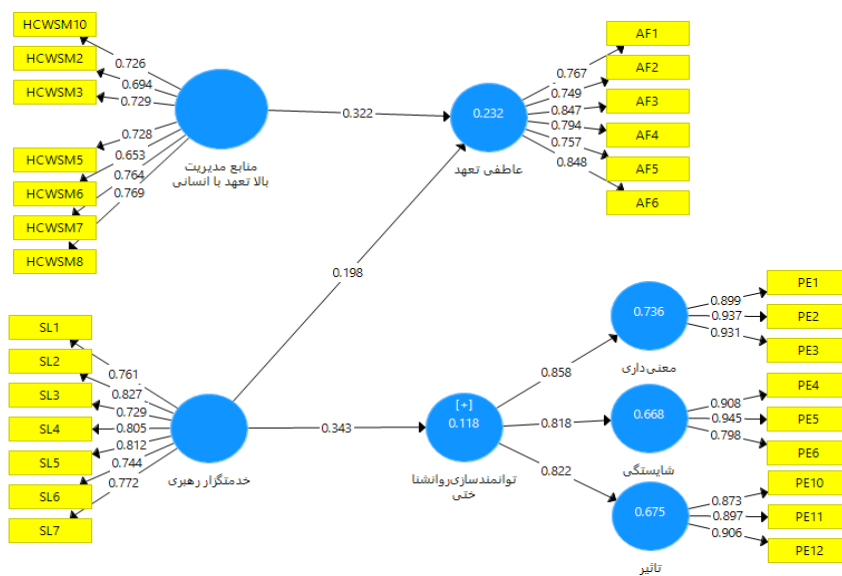 HCWSM10
HCWSM2
HCWSM3
HCWSM5
HCWSM6
HCWSM7
HCWSM8
0.726
0.694
0.729
0.728
0.653
0.764
0.769
منابع مدیریت
بالا تعهد با انسانی
0.322
0.198
0.232
عاطفی تعهد
0.767
0.749
0.847
0.794
0.757
0.848
AF1
AF2
AF3
AF4
AF5
AF6
SL1
SL2
SL3
SL4
SL5
SL6
SL7
0.761
0.827
0.729
0.805
0.812
0.744
0.772
خدمتگزار رهبری
0.343
[+]
0.118
توانمندسازی‌روانشنا
ختی
0.858
0.818
0.822
0.736
معنی‌داری
0.899
0.937
0.931
PE1
PE2
PE3
0.668
شایستگی
0.908
0.945
0.798
PE4
PE5
PE6
0.675
تاثیر
0.873
0.897
0.906
PE10
PE11
PE12